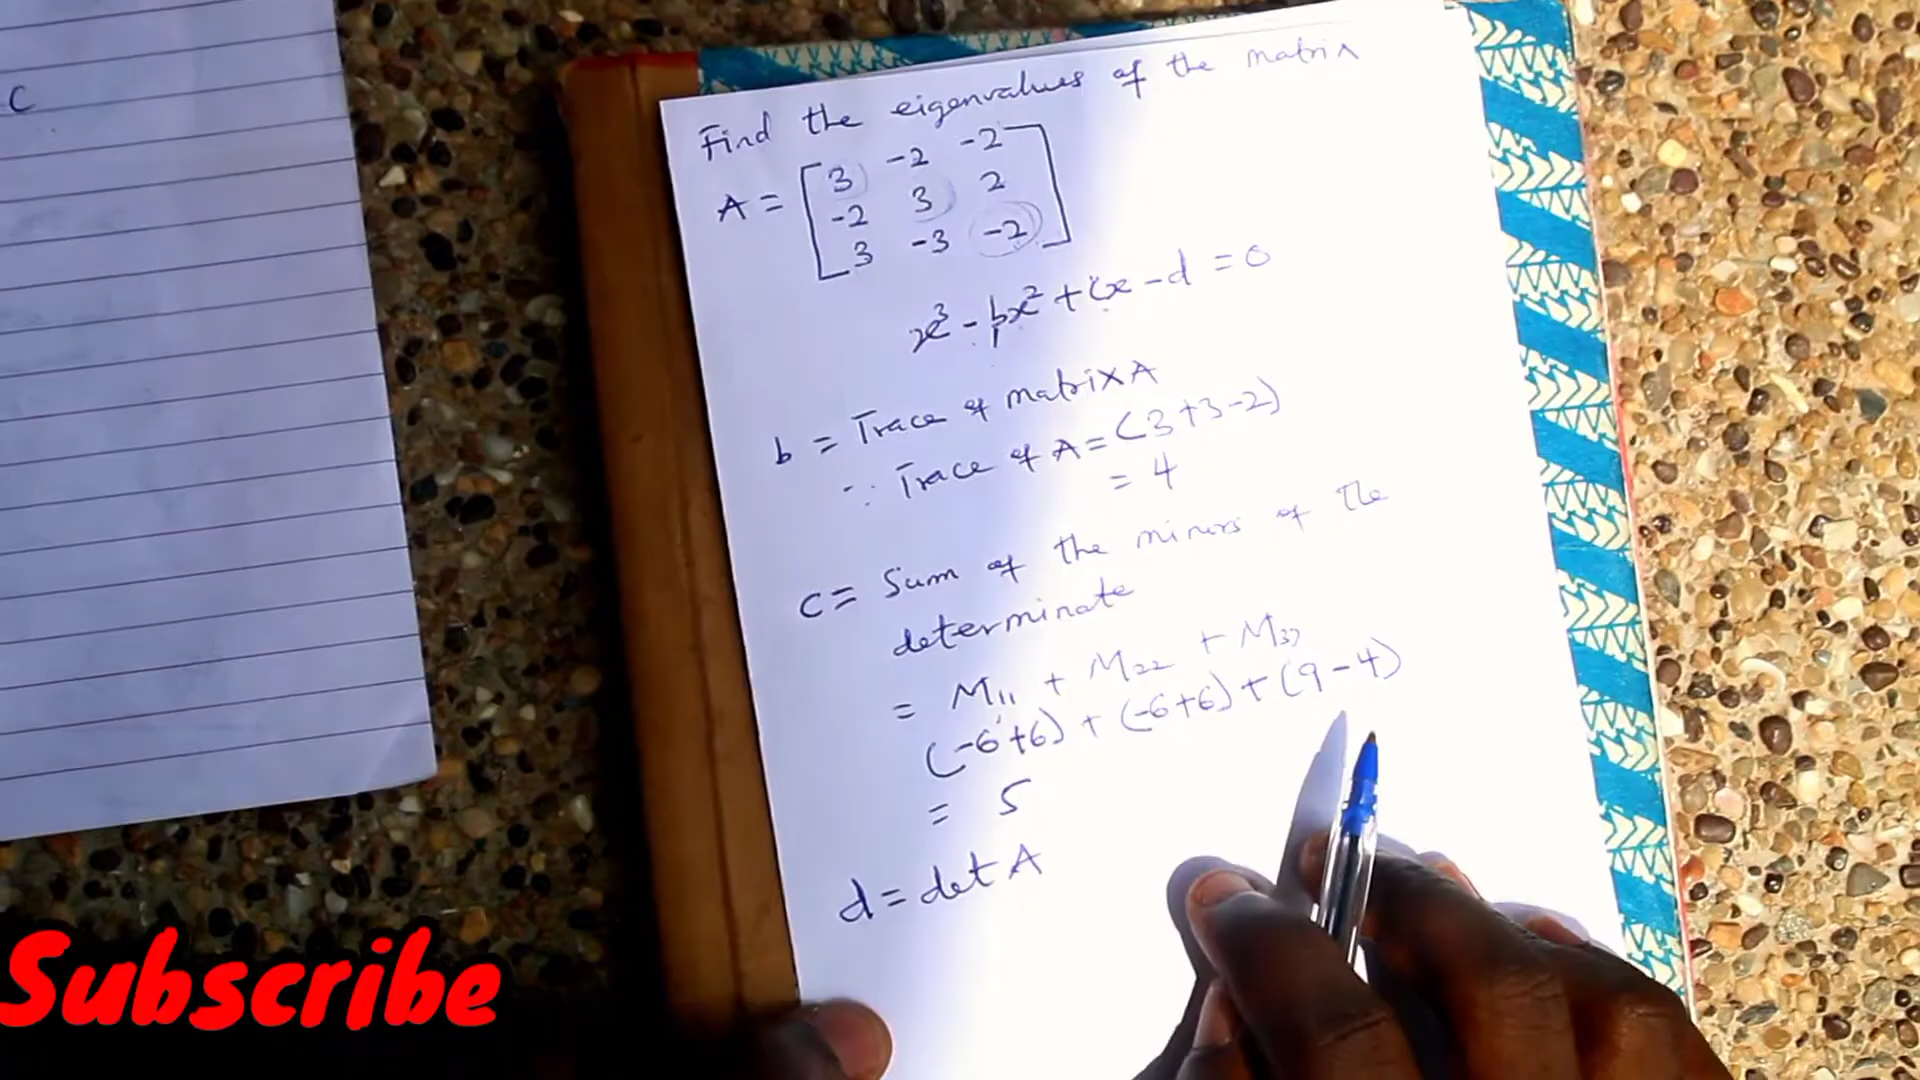 C
Find the eigenvalues of the matrix
A = [3 -2 -2
-2 3 2
3 -3 -2]
x³ - bx² + cx - d = 0
b = Trace of matrix A
∴ Trace of A = (3+3-2)
= 4
C = Sum of the minors of the
determinate
= M₁₁ + M₂₂ + M₃₃
(-6+6) + (-6+6) + (9-4)
= 5
d = det A
Subscribe